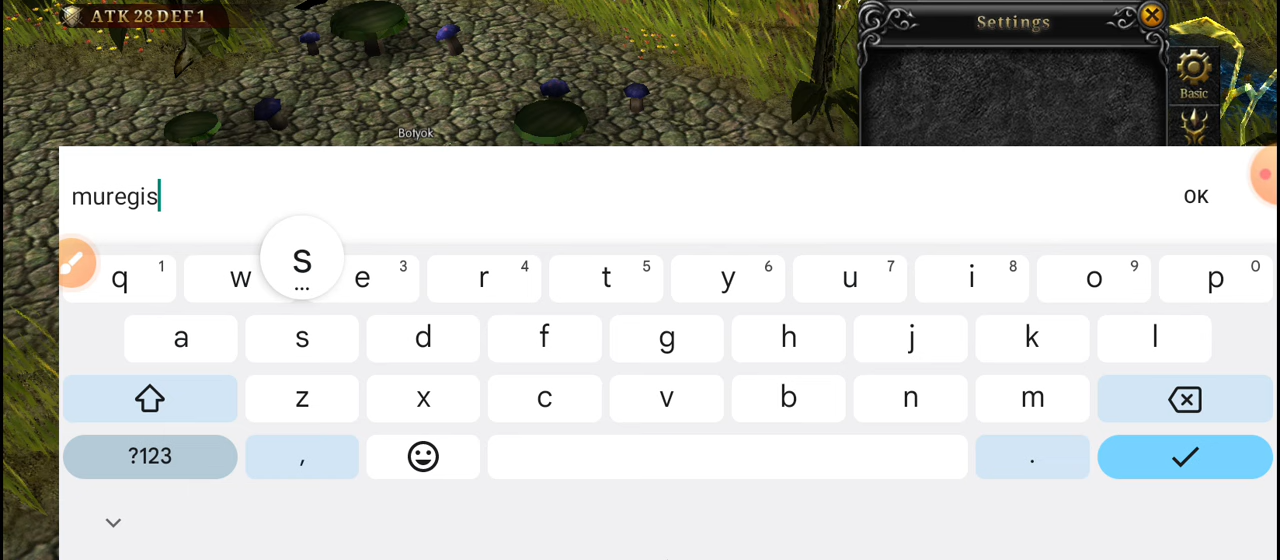 ATK 28 DEF 1
Settings
Basic
Botyok
muregis
OK
s
...
q 1 w e 3 r 4 t 5 y 6 u 7 i 8 o 9 p 0
a s d f g h j k l
z x c v b n m
?123 , .